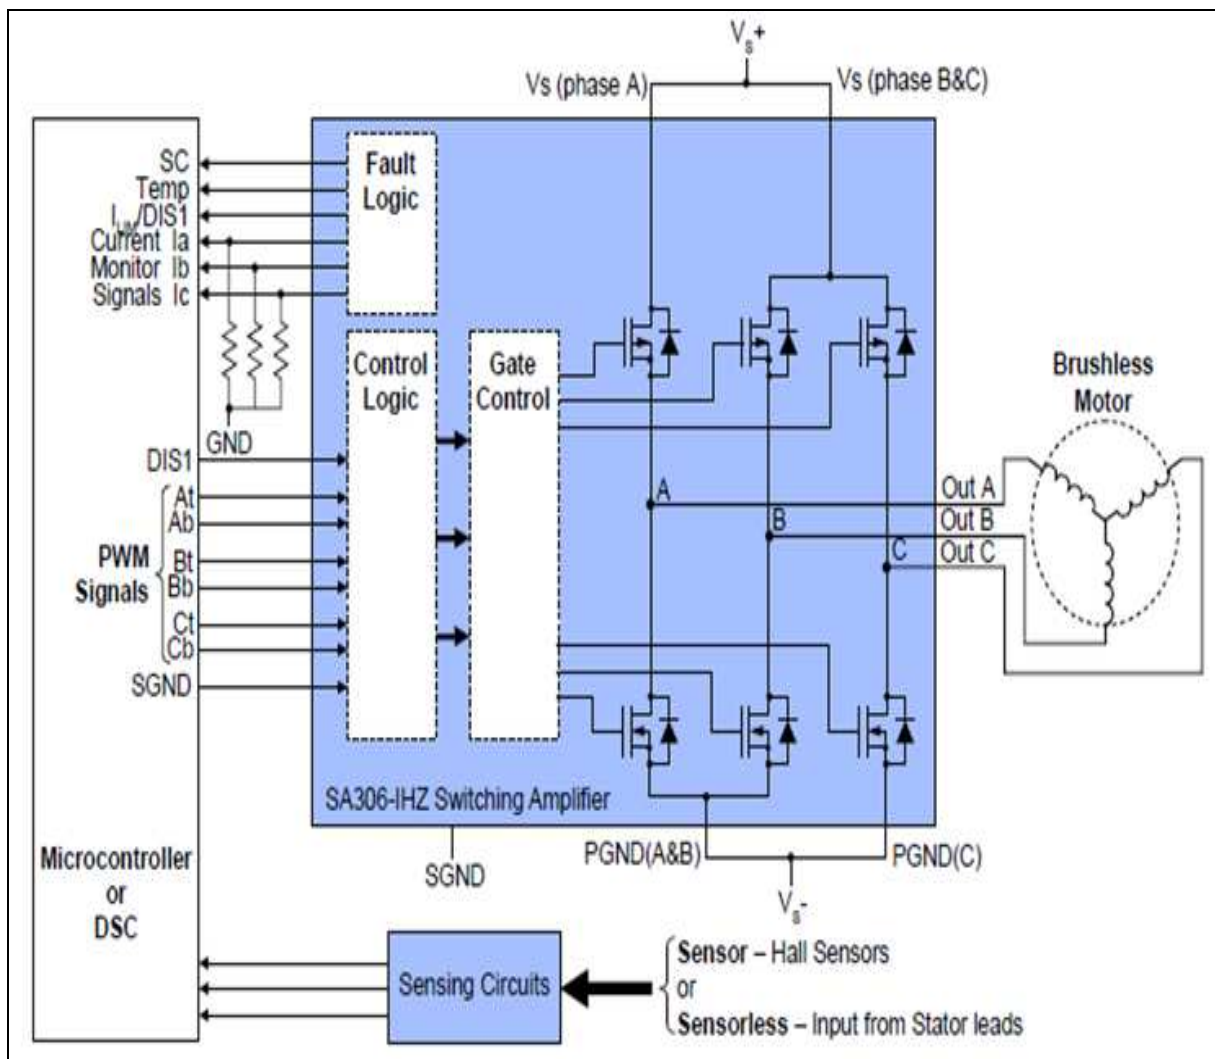 Vs+
Vs (phase A)
Vs (phase B&C)
SC
Temp
/DIS1
Current Ia
Monitor Ib
Signals Ic
Fault
Logic
GND
Control
Logic
Gate
Control
Brushless
Motor
DIS1
At
Ab
Bt
Bb
Ct
Cb
PWM
Signals
SGND
A
B
C
Out A
Out B
Out C
SA306-IHZ Switching Amplifier
SGND
PGND(A&B)
PGND(C)
Vs-
Microcontroller
or
DSC
Sensing Circuits
Sensor – Hall Sensors
or
Sensorless – Input from Stator leads